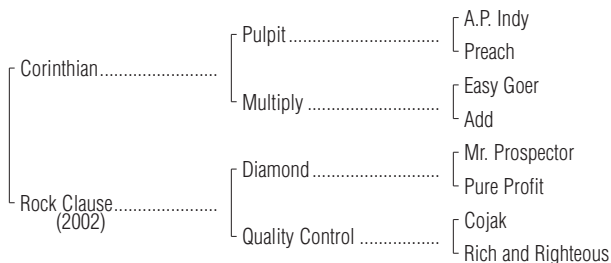 A.P. Indy
Pulpit
Preach
Corinthian
Easy Goer
Multiply
Add
Mr. Prospector
Diamond
Pure Profit
Rock Clause
(2002)
Cojak
Quality Control
Rich and Righteous